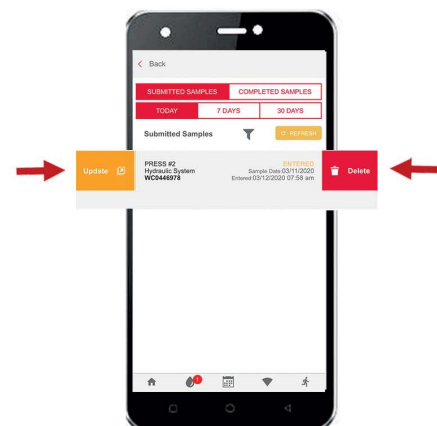 Back
SUBMITTED SAMPLES COMPLETED SAMPLES
TODAY 7 DAYS 30 DAYS
Submitted Samples REFRESH
Update PRESS #2 ENTERED Delete
Hydraulic System Sample Date:03/11/2020
WC0446978 Entered:03/12/2020 07:58 am
1